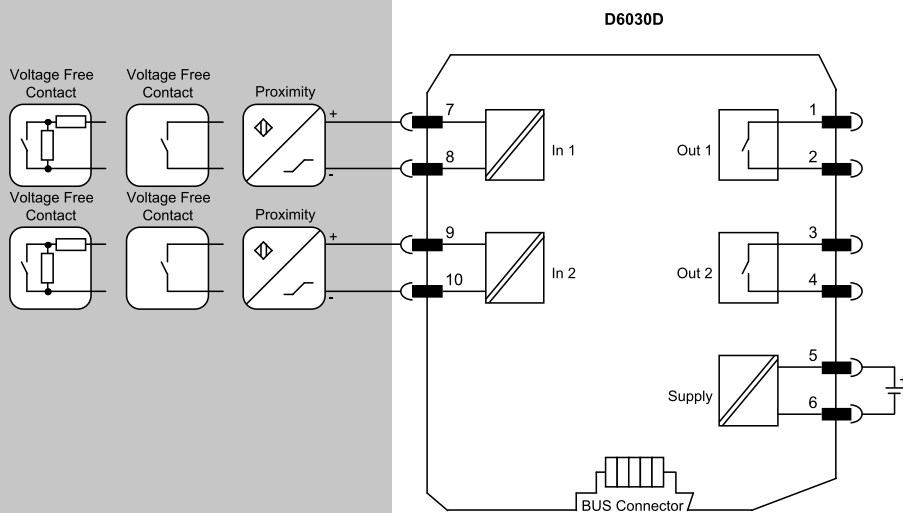 D6030D
Voltage Free
Contact
Voltage Free
Contact
Proximity
+
-
7
8
In 1
Out 1
1
2
Voltage Free
Contact
Voltage Free
Contact
Proximity
+
-
9
10
In 2
Out 2
3
4
Supply
5
6
+
BUS Connector